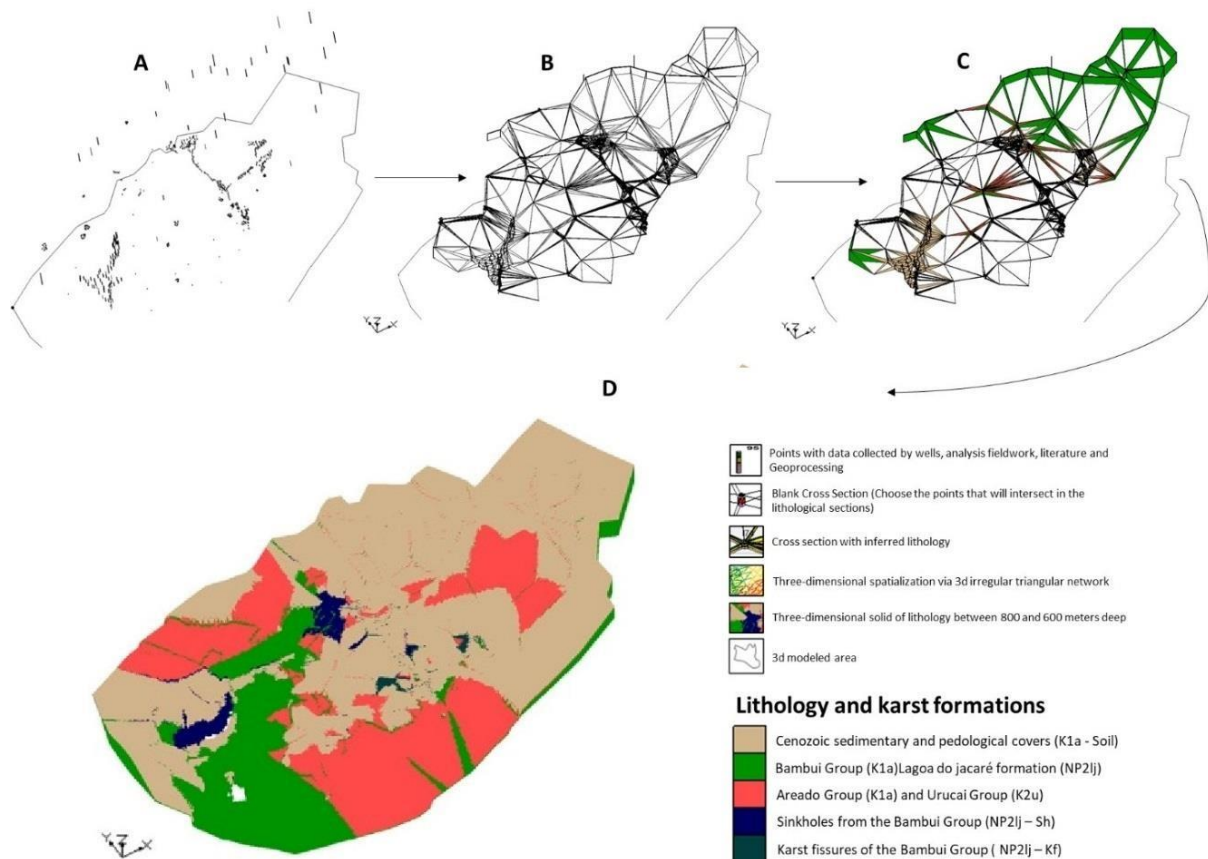 A
B
C
Y Z X
Y Z X
D
95
Points with data collected by wells, analysis fieldwork, literature and
Geoprocessing
Blank Cross Section (Choose the points that will intersect in the
lithological sections)
Cross section with inferred lithology
Three-dimensional spatialization via 3d irregular triangular network
Three-dimensional solid of lithology between 800 and 600 meters deep
3d modeled area
Lithology and karst formations
Cenozoic sedimentary and pedological covers (K1a - Soil)
Bambui Group (K1a)Lagoa do jacaré formation (NP2lj)
Areado Group (K1a) and Urucai Group (K2u)
Sinkholes from the Bambui Group (NP2lj – Sh)
Karst fissures of the Bambui Group ( NP2lj – Kf)
Y Z X